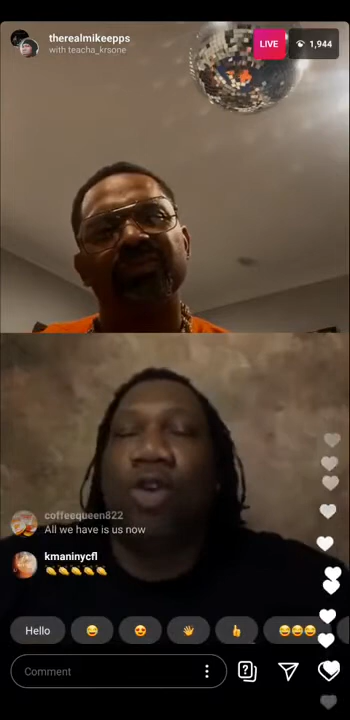 therealmikeepps
with teacha_krsone
LIVE
1,944
coffeequeen822
All we have is us now
kmaninycfl
Hello
Comment